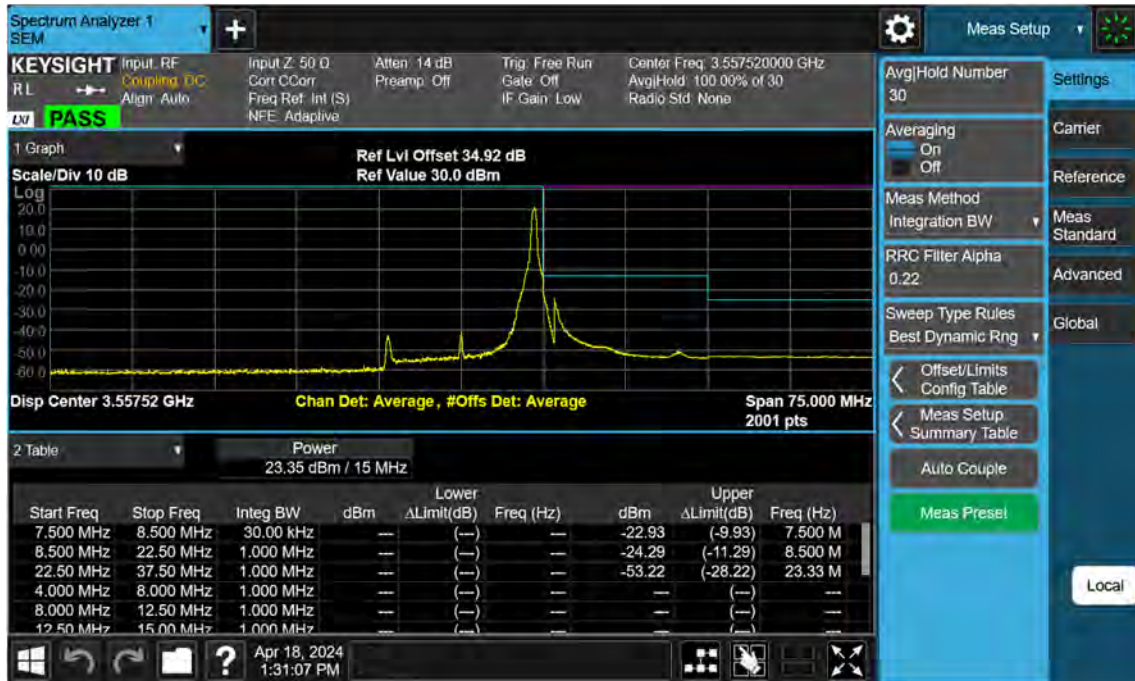 Spectrum Analyzer 1
SEM
+
Meas Setup
KEYSIGHT
Input: RF
Coupling: DC
Align: Auto
Input Z: 50 Ω
Corr CCorr
Freq Ref: Int (S)
NFE: Adaptive
Atten: 14 dB
Preamp: Off
Trig: Free Run
Gate: Off
IF Gain: Low
Center Freq: 3.557520000 GHz
Avg|Hold: 100.00% of 30
Radio Std: None
RL
LXI
PASS
1 Graph
Scale/Div 10 dB
Ref Lvl Offset 34.92 dB
Ref Value 30.0 dBm
Log
20.0
10.0
0.00
-10.0
-20.0
-30.0
-40.0
-50.0
-60.0
Disp Center 3.55752 GHz
Chan Det: Average, #Offs Det: Average
Span 75.000 MHz
2001 pts
2 Table
Power
23.35 dBm / 15 MHz
Lower Upper
Start Freq Stop Freq Integ BW dBm ΔLimit(dB) Freq (Hz) dBm ΔLimit(dB) Freq (Hz)
7.500 MHz 8.500 MHz 30.00 kHz --- (---) --- -22.93 (-9.93) 7.500 M
8.500 MHz 22.50 MHz 1.000 MHz --- (---) --- -24.29 (-11.29) 8.500 M
22.50 MHz 37.50 MHz 1.000 MHz --- (---) --- -53.22 (-28.22) 23.33 M
4.000 MHz 8.000 MHz 1.000 MHz --- (---) --- --- (---) ---
8.000 MHz 12.50 MHz 1.000 MHz --- (---) --- --- (---) ---
12.50 MHz 15.00 MHz 1.000 MHz --- (---) --- --- (---) ---
?
Apr 18, 2024
1:31:07 PM
Avg|Hold Number
30
Averaging
On
Off
Meas Method
Integration BW
RRC Filter Alpha
0.22
Sweep Type Rules
Best Dynamic Rng
Offset/Limits
Config Table
Meas Setup
Summary Table
Auto Couple
Meas Preset
Settings
Carrier
Reference
Meas
Standard
Advanced
Global
Local